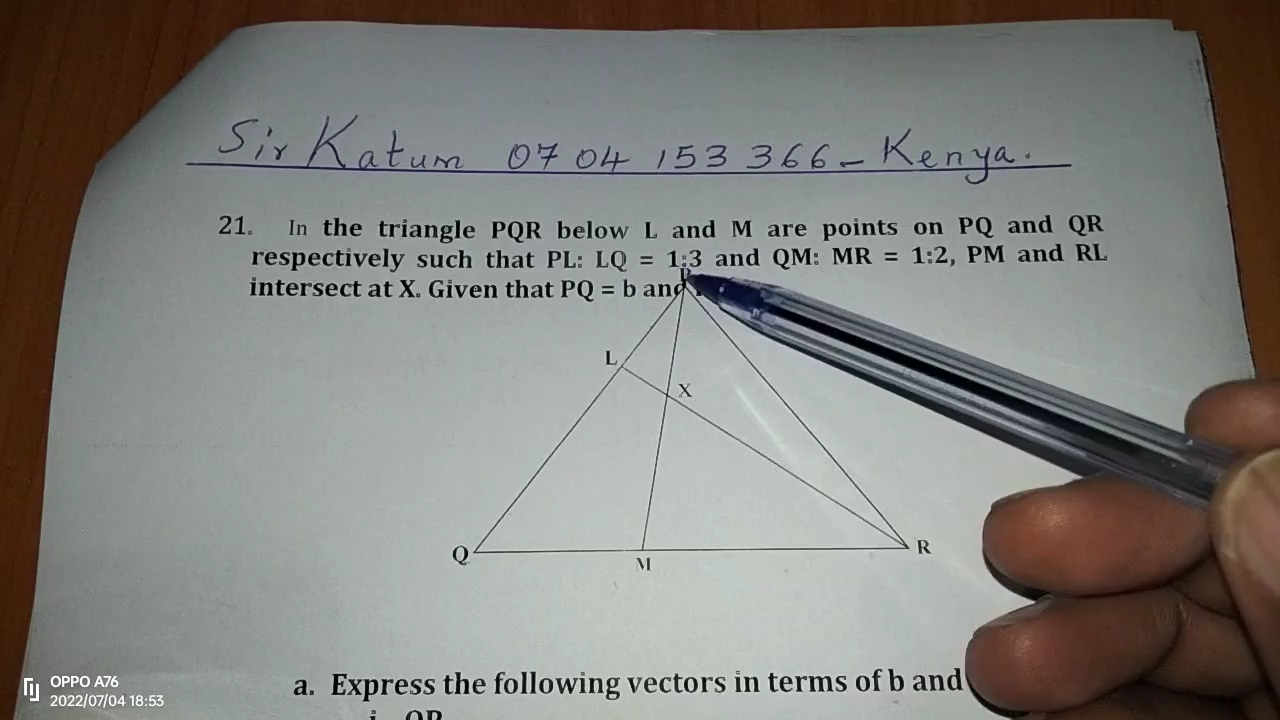 Sir Katum 0704 153 366 - Kenya.
21. In the triangle PQR below L and M are points on PQ and QR
respectively such that PL: LQ = 1:3 and QM: MR = 1:2, PM and RL
intersect at X. Given that PQ = b and
L
X
Q
M
R
a. Express the following vectors in terms of b and
i. QR
OPPO A76
2022/07/04 18:53